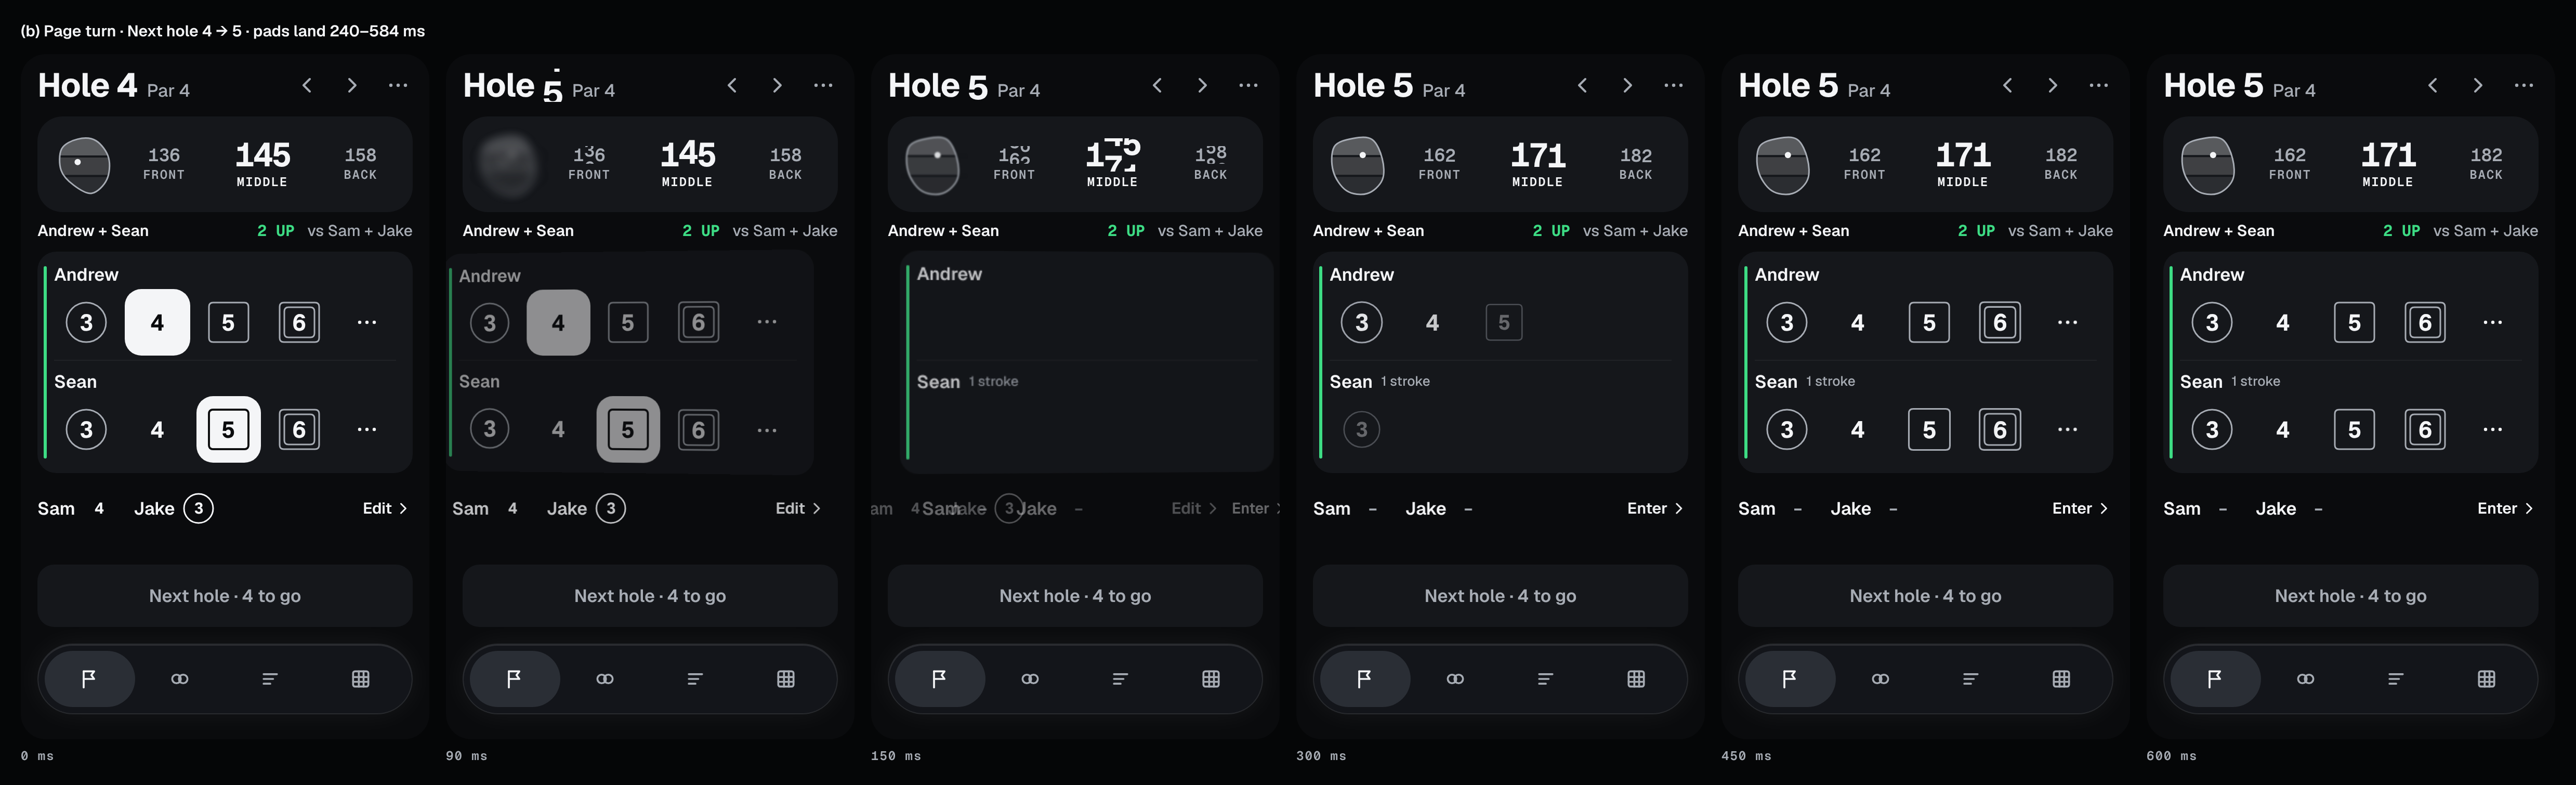 (b) Page turn · Next hole 4 → 5 · pads land 240–584 ms
Hole 4 Par 4
136 145 158
FRONT MIDDLE BACK
Andrew + Sean 2 UP vs Sam + Jake
Andrew
3 4 5 6 ...
Sean
3 4 5 6 ...
Sam 4 Jake 3 Edit >
Next hole · 4 to go
0 ms
Hole 5 Par 4
136 145 158
FRONT MIDDLE BACK
Andrew + Sean 2 UP vs Sam + Jake
Andrew
3 4 5 6 ...
Sean
3 4 5 6 ...
Sam 4 Jake 3 Edit >
Next hole · 4 to go
90 ms
Hole 5 Par 4
FRONT MIDDLE BACK
Andrew + Sean 2 UP vs Sam + Jake
Andrew
Sean 1 stroke
4 3 Jake – Edit > Enter
Next hole · 4 to go
150 ms
Hole 5 Par 4
162 171 182
FRONT MIDDLE BACK
Andrew + Sean 2 UP vs Sam + Jake
Andrew
3 4 5
Sean 1 stroke
3
Sam – Jake – Enter >
Next hole · 4 to go
300 ms
Hole 5 Par 4
162 171 182
FRONT MIDDLE BACK
Andrew + Sean 2 UP vs Sam + Jake
Andrew
3 4 5 6 ...
Sean 1 stroke
3 4 5 6 ...
Sam – Jake – Enter >
Next hole · 4 to go
450 ms
Hole 5 Par 4
162 171 182
FRONT MIDDLE BACK
Andrew + Sean 2 UP vs Sam + Jake
Andrew
3 4 5 6 ...
Sean 1 stroke
3 4 5 6 ...
Sam – Jake – Enter >
Next hole · 4 to go
600 ms